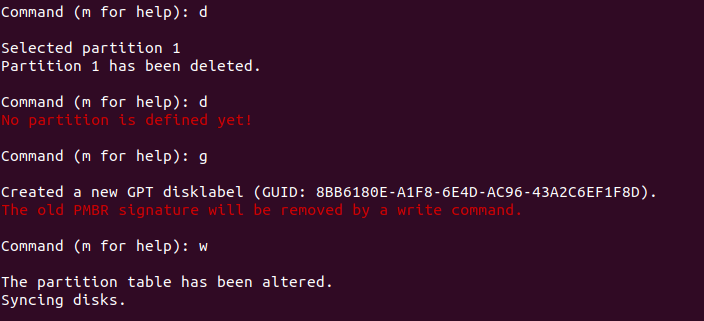 Command (m for help): d
Selected partition 1
Partition 1 has been deleted.
Command (m for help): d
No partition is defined yet!
Command (m for help): g
Created a new GPT disklabel (GUID: 8BB6180E-A1F8-6E4D-AC96-43A2C6EF1F8D).
The old PMBR signature will be removed by a write command.
Command (m for help): w
The partition table has been altered.
Syncing disks.